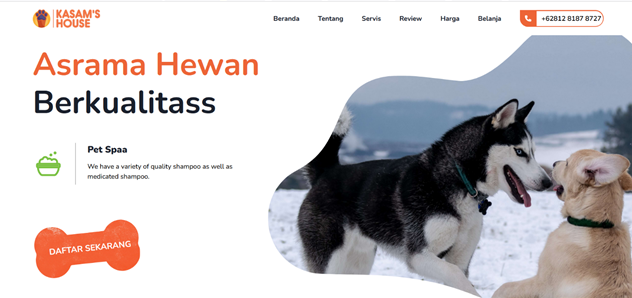 KASAM'S
HOUSE
Beranda Tentang Servis Review Harga Belanja +62812 8187 8727
Asrama Hewan
Berkualitass
Pet Spaa
We have a variety of quality shampoo as well as
medicated shampoo.
DAFTAR SEKARANG